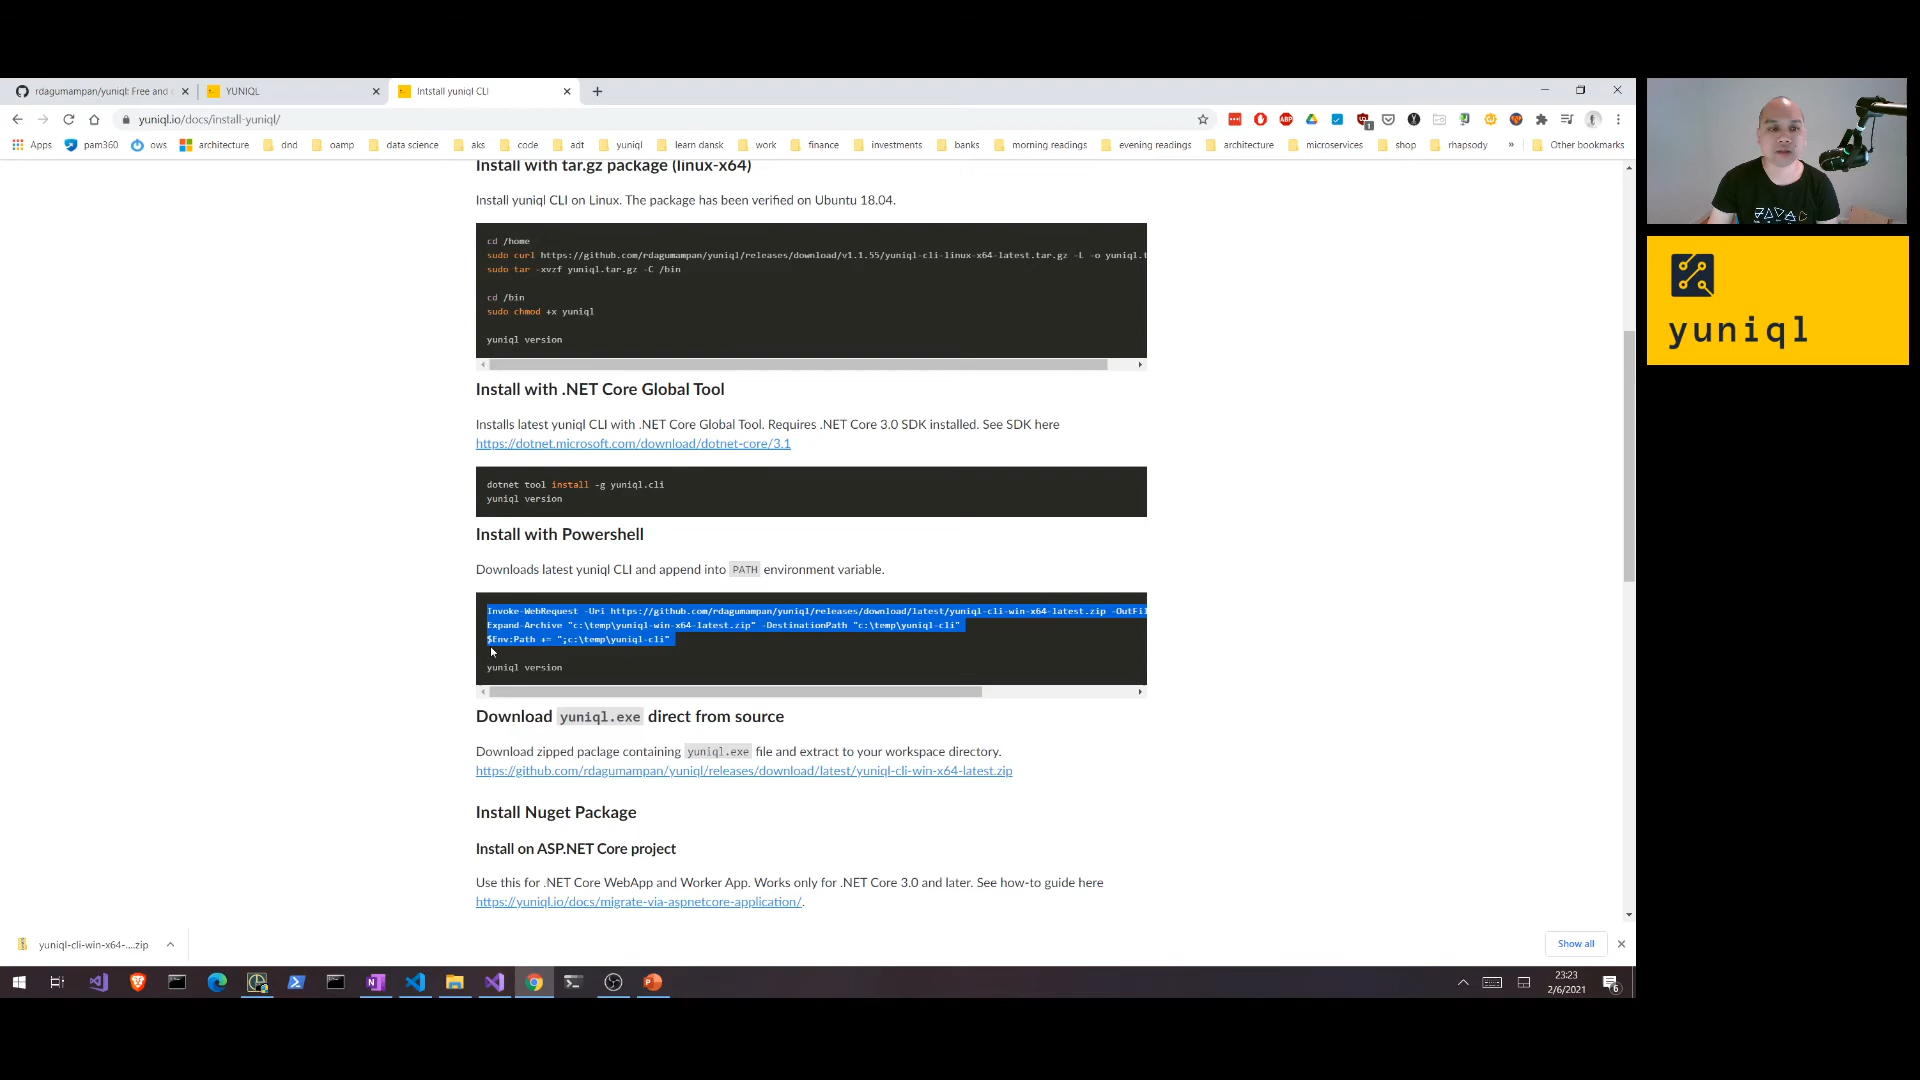 rdagumampan/yuniql: Free and
YUNIQL
Intstall yuniql CLI
yuniql.io/docs/install-yuniql/
Apps pam360 ows architecture dnd oamp data science aks code adt yuniql learn dansk work finance investments banks morning readings evening readings architecture microservices shop rhapsody » Other bookmarks
Install with tar.gz package (linux-x64)
Install yuniql CLI on Linux. The package has been verified on Ubuntu 18.04.
cd /home
sudo curl https://github.com/rdagumampan/yuniql/releases/download/v1.1.55/yuniql-cli-linux-x64-latest.tar.gz -L -o yuniql.t
sudo tar -xvzf yuniql.tar.gz -C /bin
cd /bin
sudo chmod +x yuniql
yuniql version
Install with .NET Core Global Tool
Installs latest yuniql CLI with .NET Core Global Tool. Requires .NET Core 3.0 SDK installed. See SDK here
https://dotnet.microsoft.com/download/dotnet-core/3.1
dotnet tool install -g yuniql.cli
yuniql version
Install with Powershell
Downloads latest yuniql CLI and append into PATH environment variable.
Invoke-WebRequest -Uri https://github.com/rdagumampan/yuniql/releases/download/latest/yuniql-cli-win-x64-latest.zip -OutFil
Expand-Archive "c:\temp\yuniql-win-x64-latest.zip" -DestinationPath "c:\temp\yuniql-cli"
$Env:Path += ";c:\temp\yuniql-cli"
yuniql version
Download yuniql.exe direct from source
Download zipped paclage containing yuniql.exe file and extract to your workspace directory.
https://github.com/rdagumampan/yuniql/releases/download/latest/yuniql-cli-win-x64-latest.zip
Install Nuget Package
Install on ASP.NET Core project
Use this for .NET Core WebApp and Worker App. Works only for .NET Core 3.0 and later. See how-to guide here
https://yuniql.io/docs/migrate-via-aspnetcore-application/.
yuniql-cli-win-x64-....zip
Show all
23:23
2/6/2021
yuniql